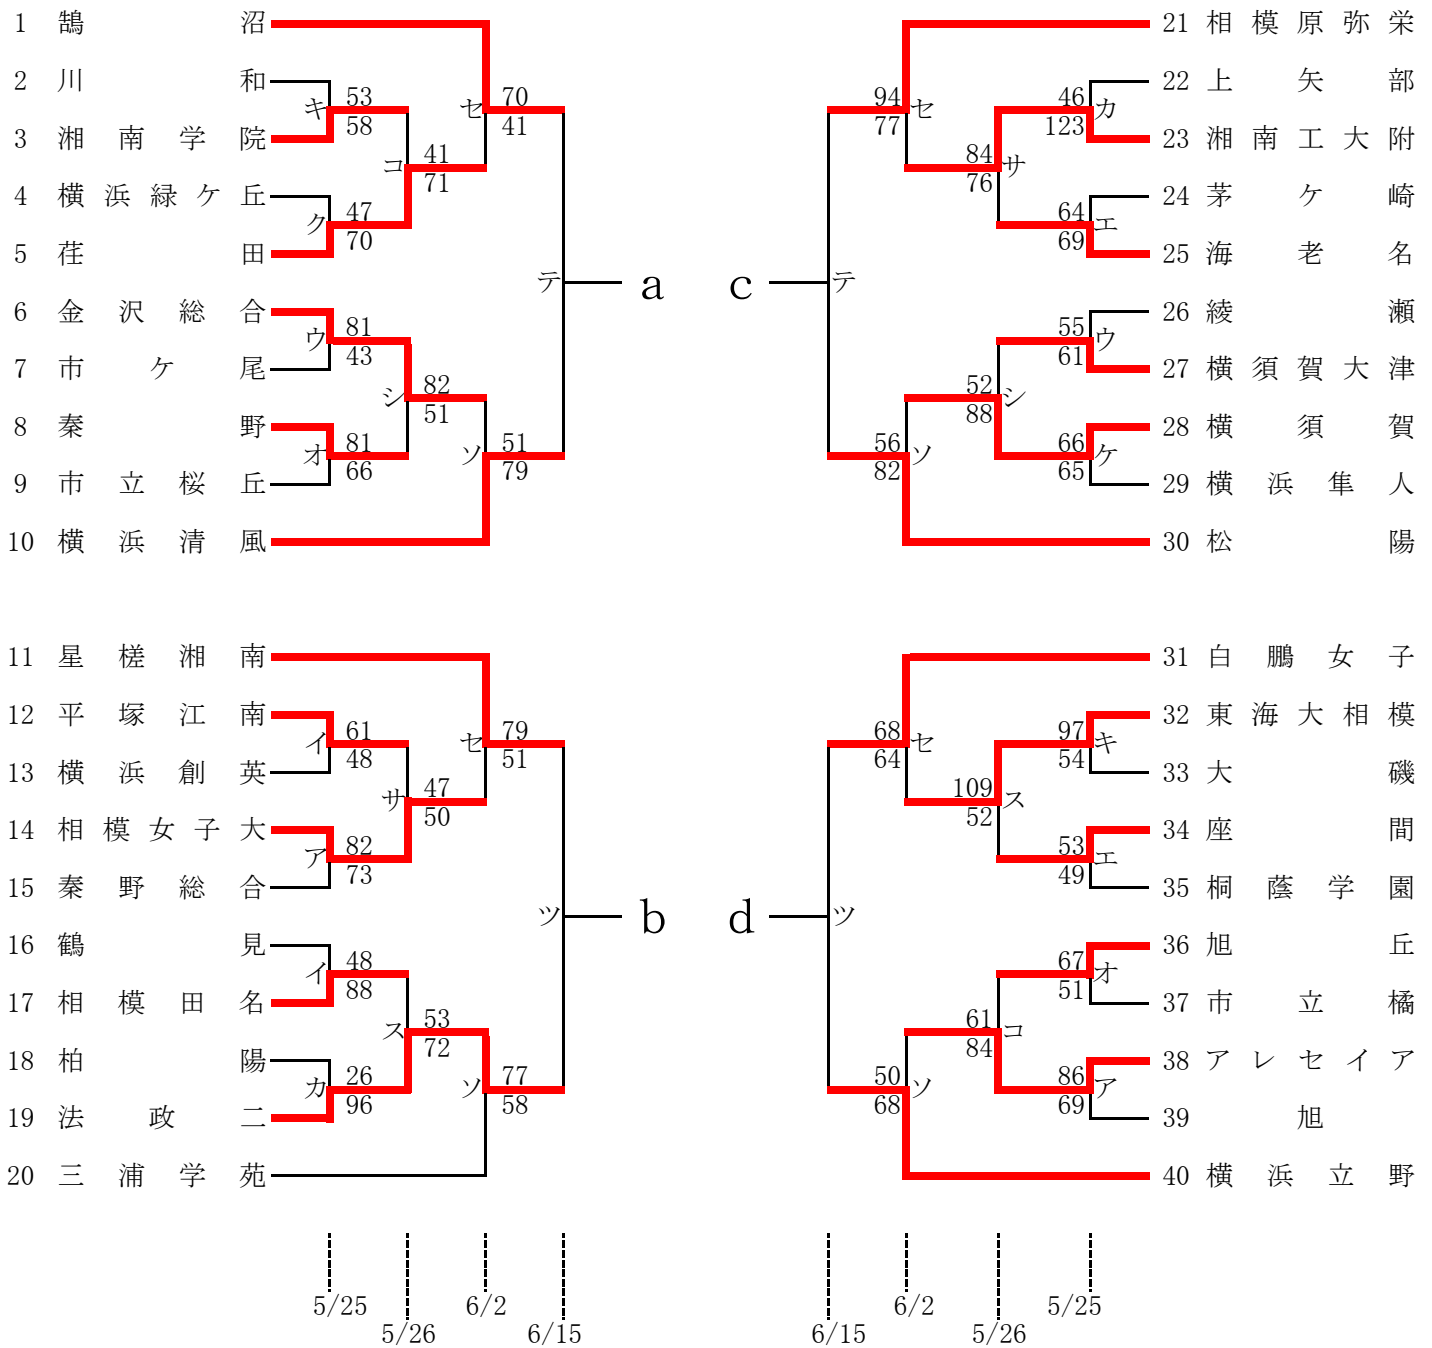 1 鵠沼 21 相模原弥栄
2 川和 22 上矢部
キ 53 58 セ 70 41 94 77 セ 46 123 カ
3 湘南学院 23 湘南工大附
コ 41 71 84 76 サ
4 横浜緑ケ丘 24 茅ケ崎
ク 47 70 64 69 エ
5 荏田 25 海老名
テ a c テ
6 金沢総合 26 綾瀬
ウ 81 43 55 61 ウ
7 市ケ尾 27 横須賀大津
シ 82 51 52 88 シ
8 秦野 28 横須賀
オ 81 66 ソ 51 79 56 82 ソ 66 65 ケ
9 市立桜丘 29 横浜隼人
10 横浜清風 30 松陽
11 星槎湘南 31 白鵬女子
12 平塚江南 32 東海大相模
イ 61 48 セ 79 51 68 64 セ 97 54 キ
13 横浜創英 33 大磯
サ 47 50 109 52 ス
14 相模女子大 34 座間
ア 82 73 53 49 エ
15 秦野総合 35 桐蔭学園
ツ b d ツ
16 鶴見 36 旭丘
イ 48 88 67 51 オ
17 相模田名 37 市立橘
ス 53 72 61 84 コ
18 柏陽 38 アレセイア
カ 26 96 ソ 77 58 50 68 ソ 86 69 ア
19 法政二 39 旭
20 三浦学苑 40 横浜立野
5/25 6/2 6/2 5/25
5/26 6/15 6/15 5/26